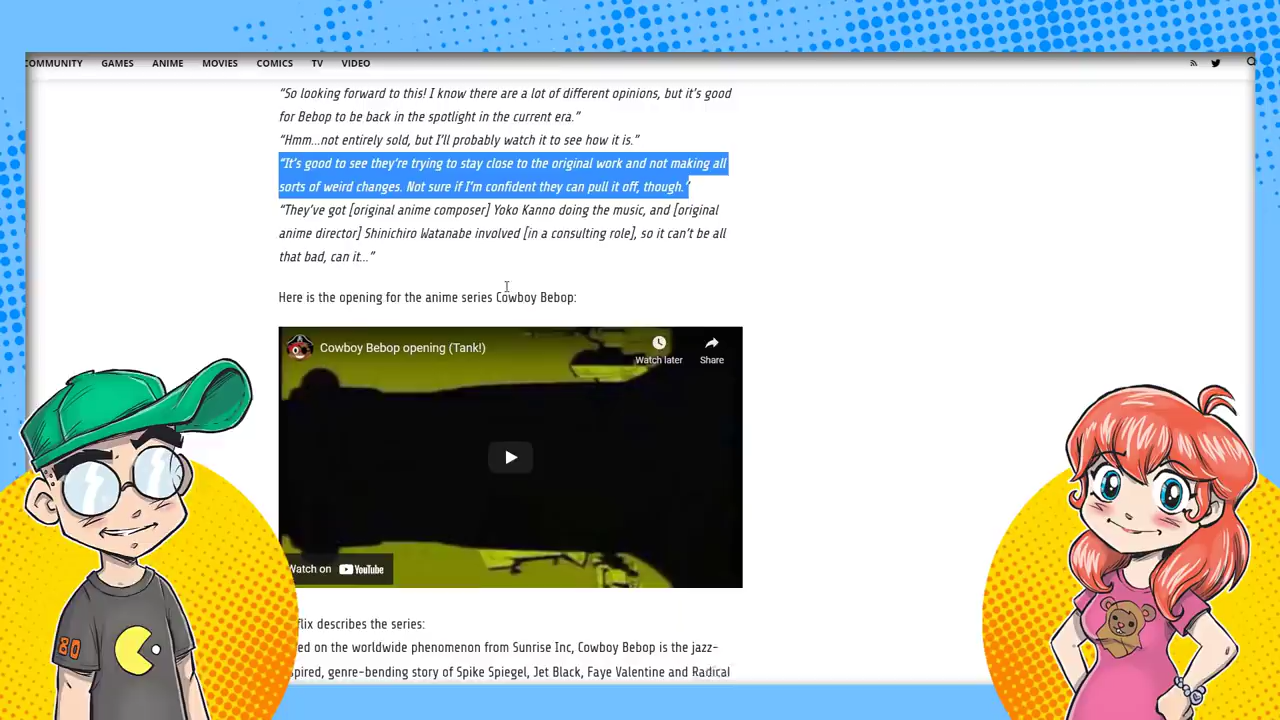 OMMUNITY GAMES ANIME MOVIES COMICS TV VIDEO
“So looking forward to this! I know there are a lot of different opinions, but it’s good
for Bebop to be back in the spotlight in the current era.”
“Hmm…not entirely sold, but I’ll probably watch it to see how it is.”
“It’s good to see they’re trying to stay close to the original work and not making all
sorts of weird changes. Not sure if I’m confident they can pull it off, though.”
“They’ve got [original anime composer] Yoko Kanno doing the music, and [original
anime director] Shinichiro Watanabe involved [in a consulting role], so it can’t be all
that bad, can it…”
Here is the opening for the anime series Cowboy Bebop:
Cowboy Bebop opening (Tank!)
Watch later
Share
Watch on YouTube
flix describes the series:
ed on the worldwide phenomenon from Sunrise Inc, Cowboy Bebop is the jazz-
spired, genre-bending story of Spike Spiegel, Jet Black, Faye Valentine and Radical
80